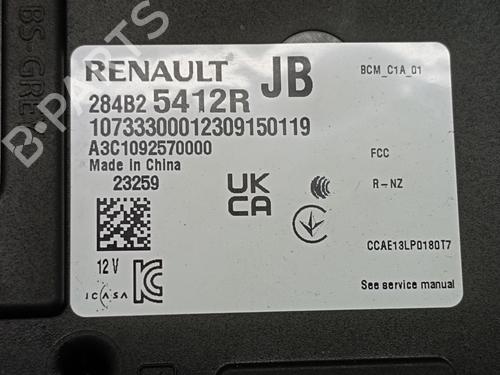 BS-GRE
B-PARTS
RENAULT JB
BCM_C1A_01
284B2 5412R
10733300012309150119
A3C1092570000
Made in China
23259
FCC
UK
CA
R-NZ
CCAE13LP0180T7
12 V
ICASA
See service manual